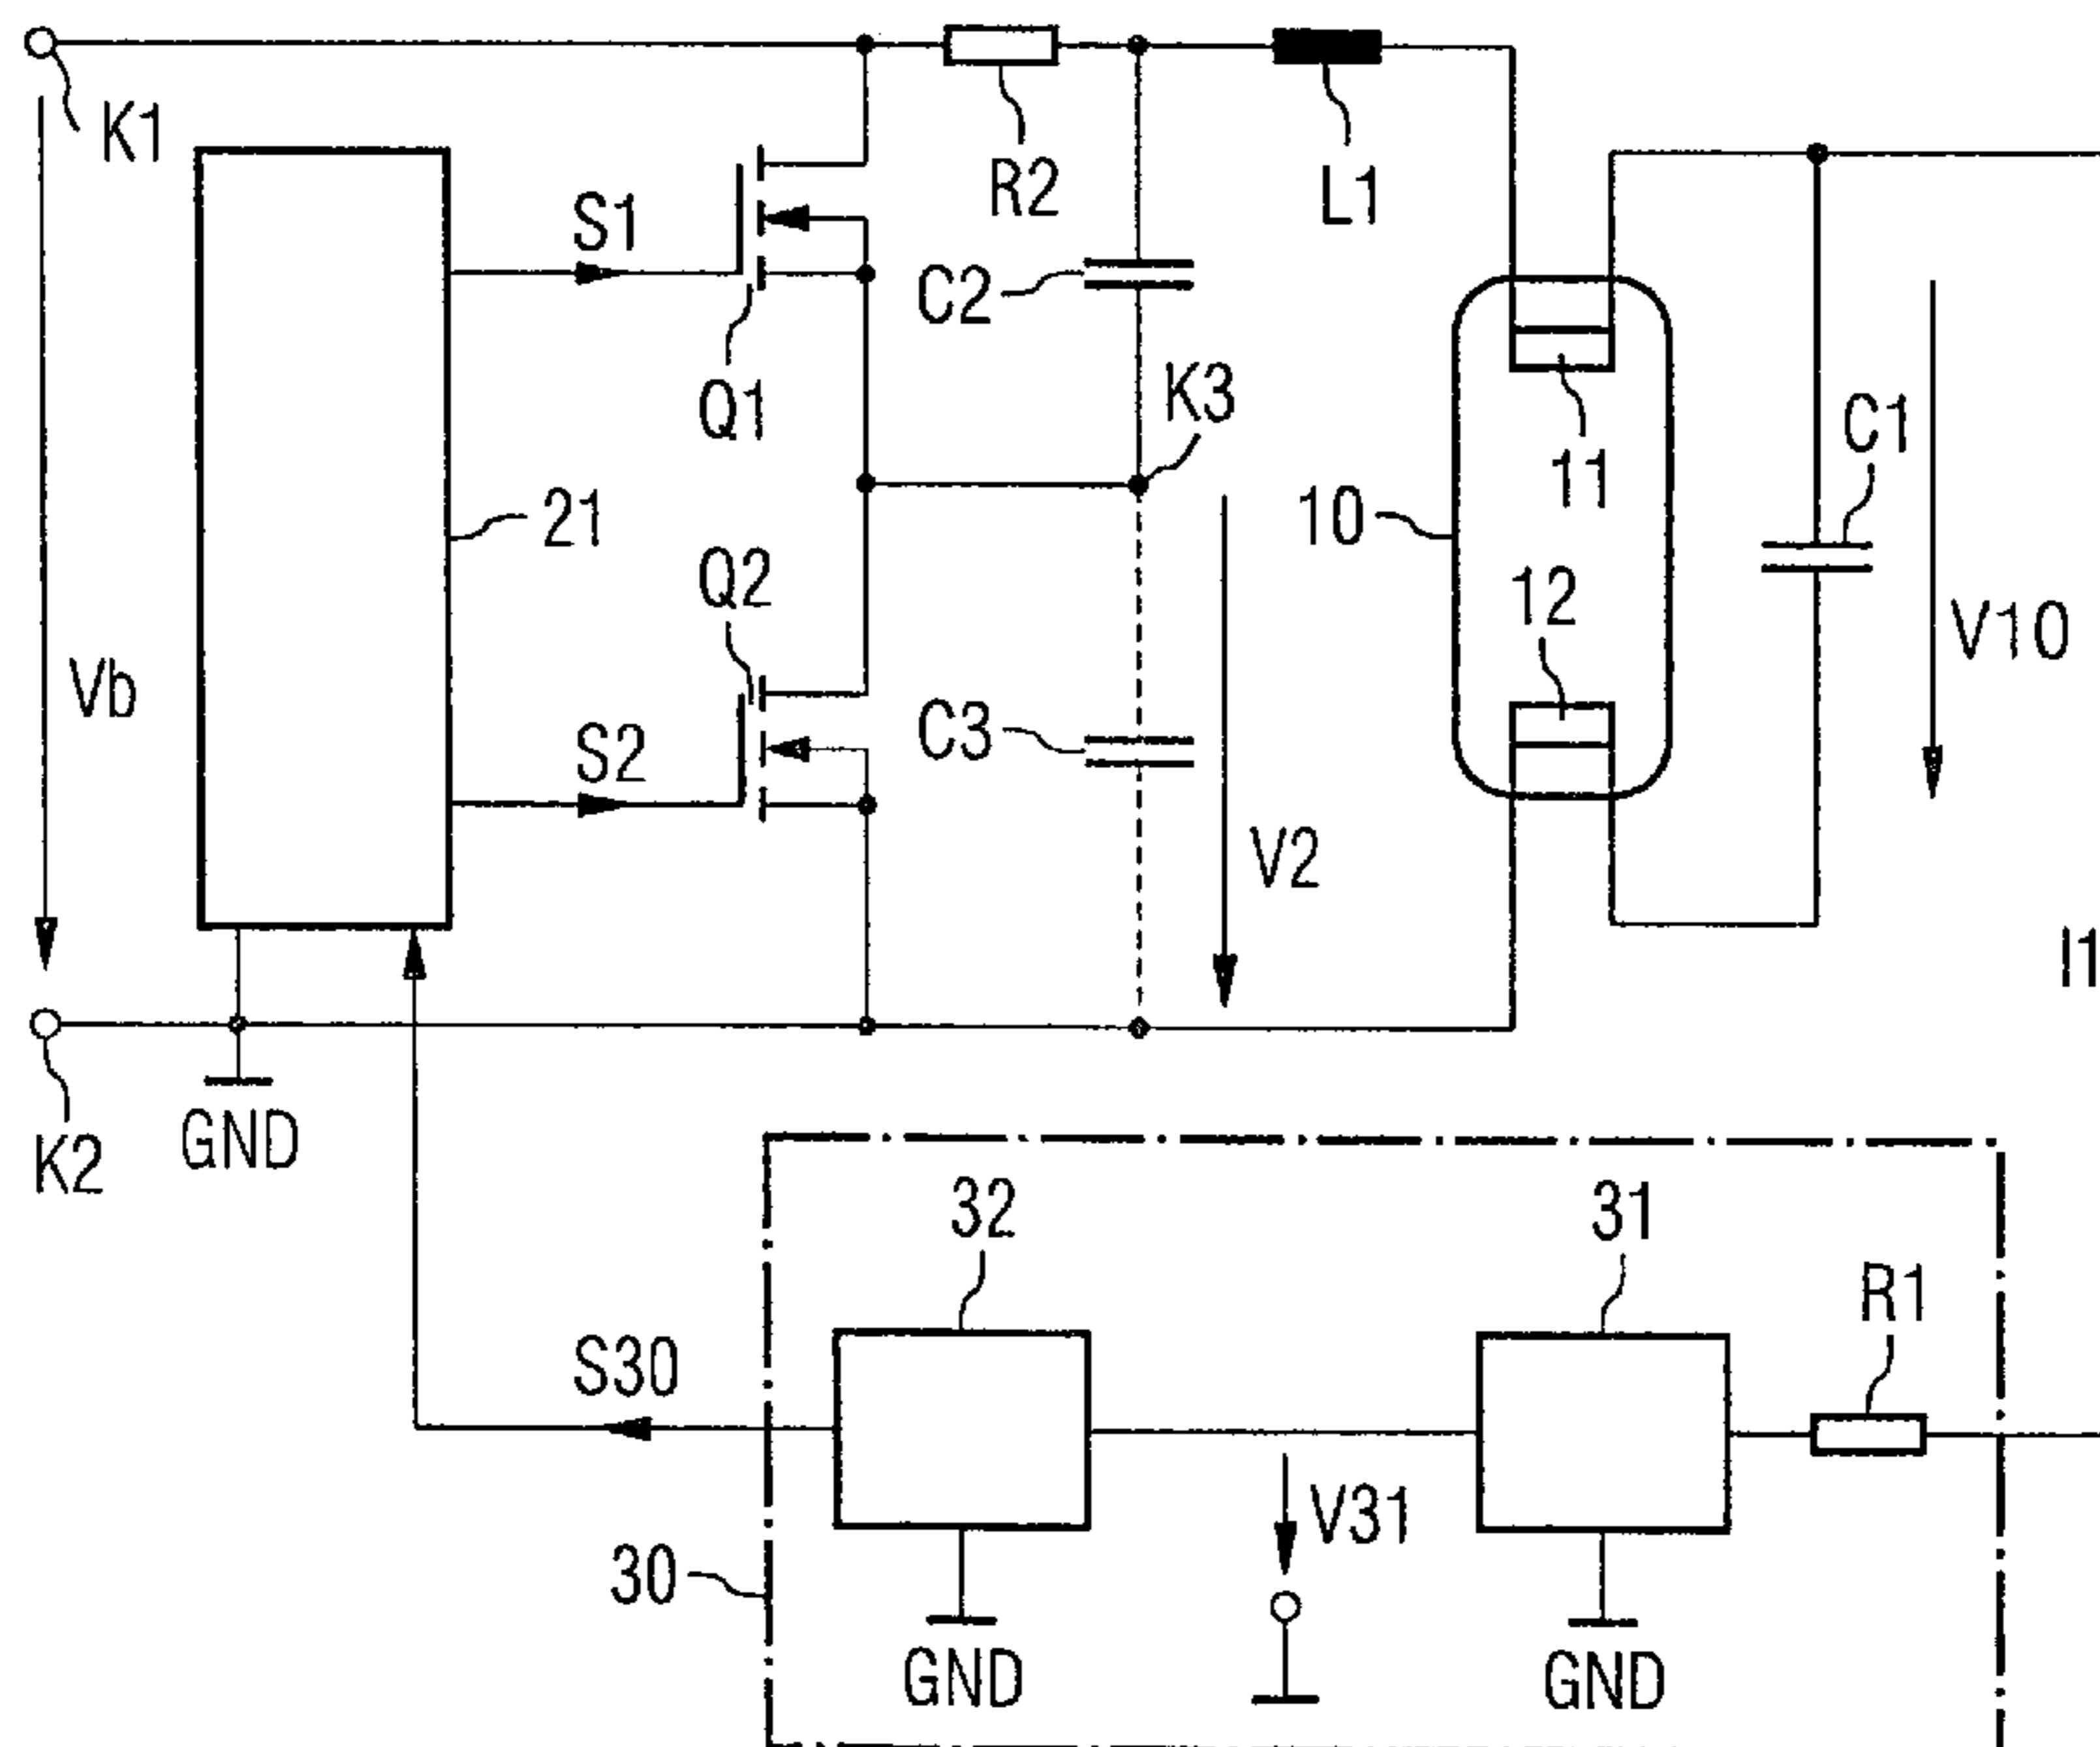 K1
R2
L1
S1
C2
Q1
K3
11
C1
21
10
Q2
12
V10
Vb
C3
S2
V2
I1
GND
K2
32
31
R1
S30
V31
30
GND
GND